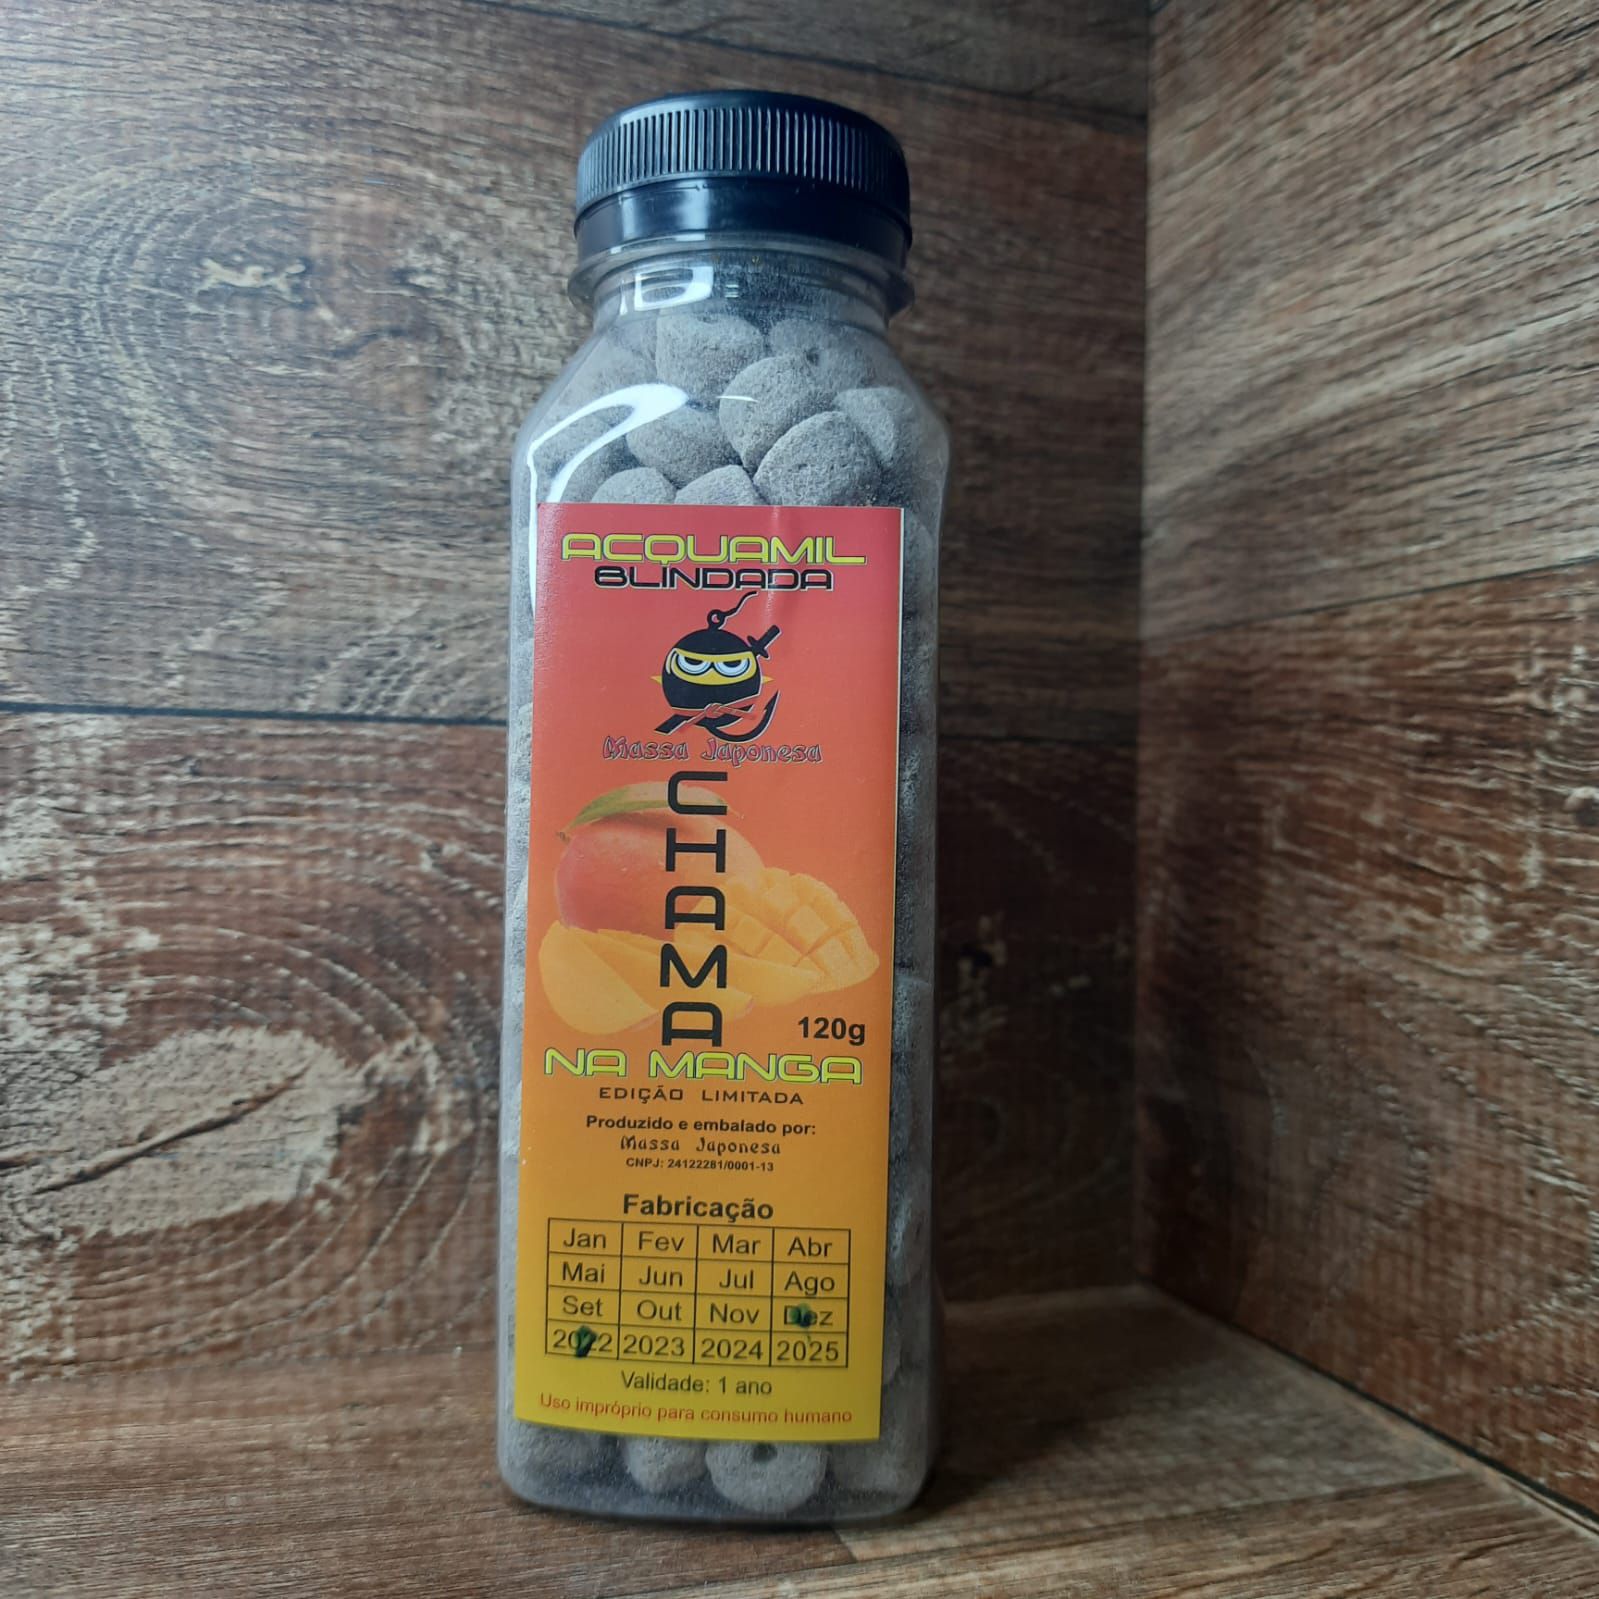 ACQUAMIL
BLINDADA
Massa Japonesa
CHAMA
120g
NA MANGA
EDIÇÃO LIMITADA
Produzido e embalado por:
Massa Japonesa
CNPJ: 24122281/0001-13
Fabricação
Jan Fev Mar Abr
Mai Jun Jul Ago
Set Out Nov Dez
2022 2023 2024 2025
Validade: 1 ano
Uso impróprio para consumo humano